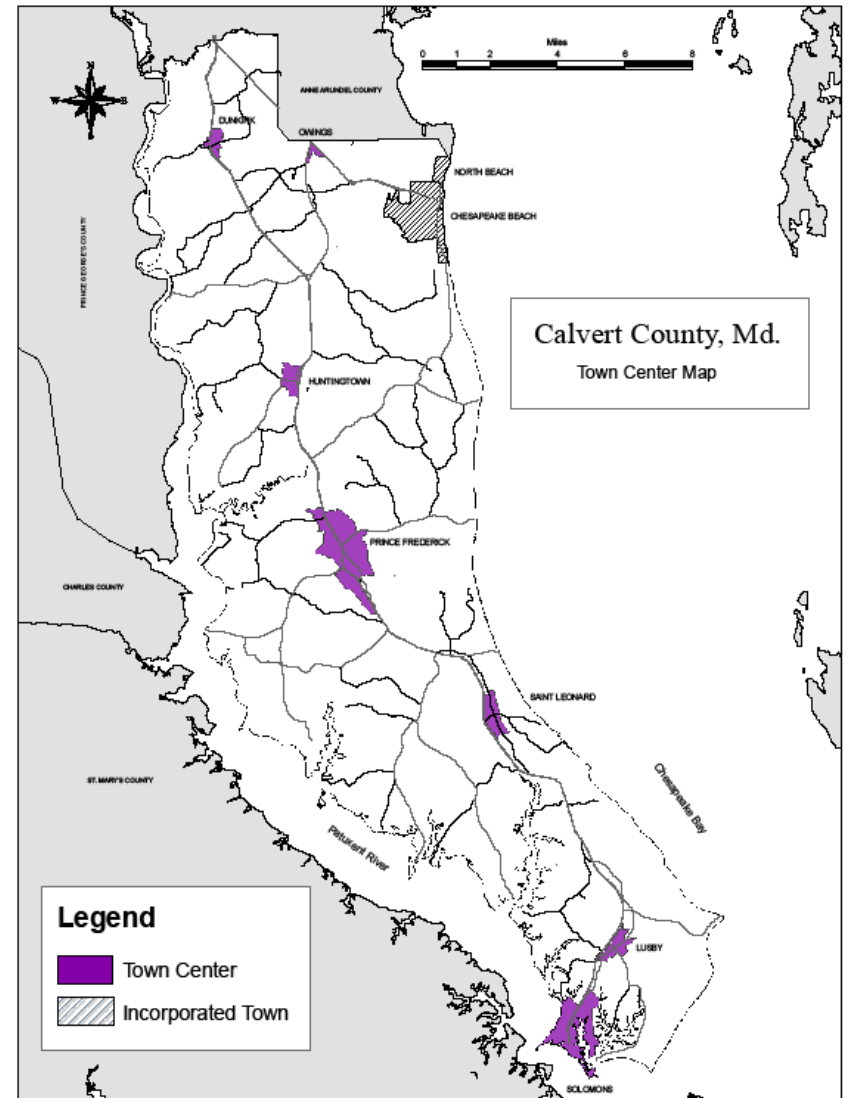 Miles
0 1 2 4 6 8
N
W E
S
ANNE ARUNDEL COUNTY
DUNKIRK
OWINGS
NORTH BEACH
CHESAPEAKE BEACH
PRINCE GEORGE'S COUNTY
Calvert County, Md.
Town Center Map
HUNTINGTOWN
PRINCE FREDERICK
CHARLES COUNTY
SAINT LEONARD
ST. MARY'S COUNTY
Chesapeake Bay
Patuxent River
Legend
Town Center
Incorporated Town
LUSBY
SOLOMONS